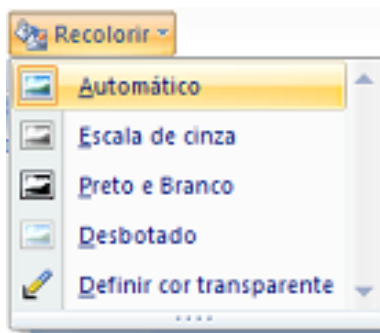 Recolorir
Automático
Escala de cinza
Preto e Branco
Desbotado
Definir cor transparente